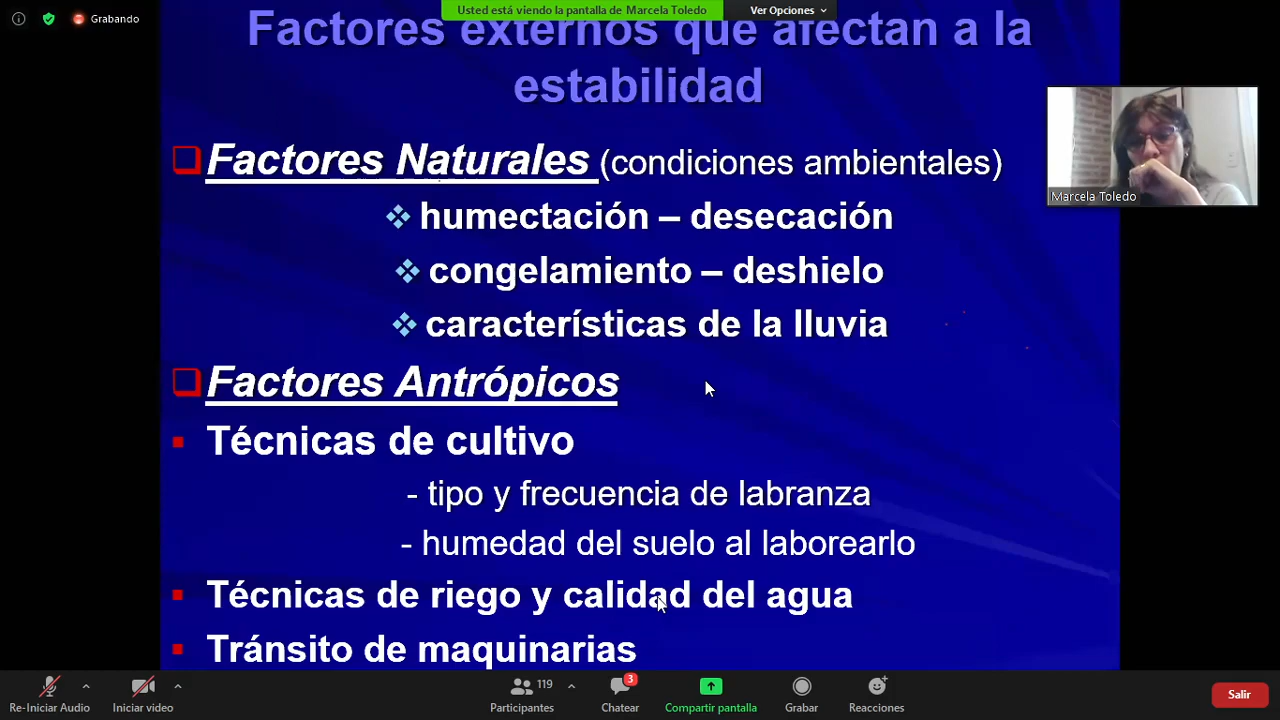 Grabando
Usted está viendo la pantalla de Marcela Toledo
Ver Opciones
Factores externos que afectan a la
estabilidad
Factores Naturales (condiciones ambientales)
humectación – desecación
congelamiento – deshielo
características de la lluvia
Factores Antrópicos
Técnicas de cultivo
- tipo y frecuencia de labranza
- humedad del suelo al laborearlo
Técnicas de riego y calidad del agua
Tránsito de maquinarias
Marcela Toledo
Re-Iniciar Audio
Iniciar video
119
Participantes
3
Chatear
Compartir pantalla
Grabar
Reacciones
Salir